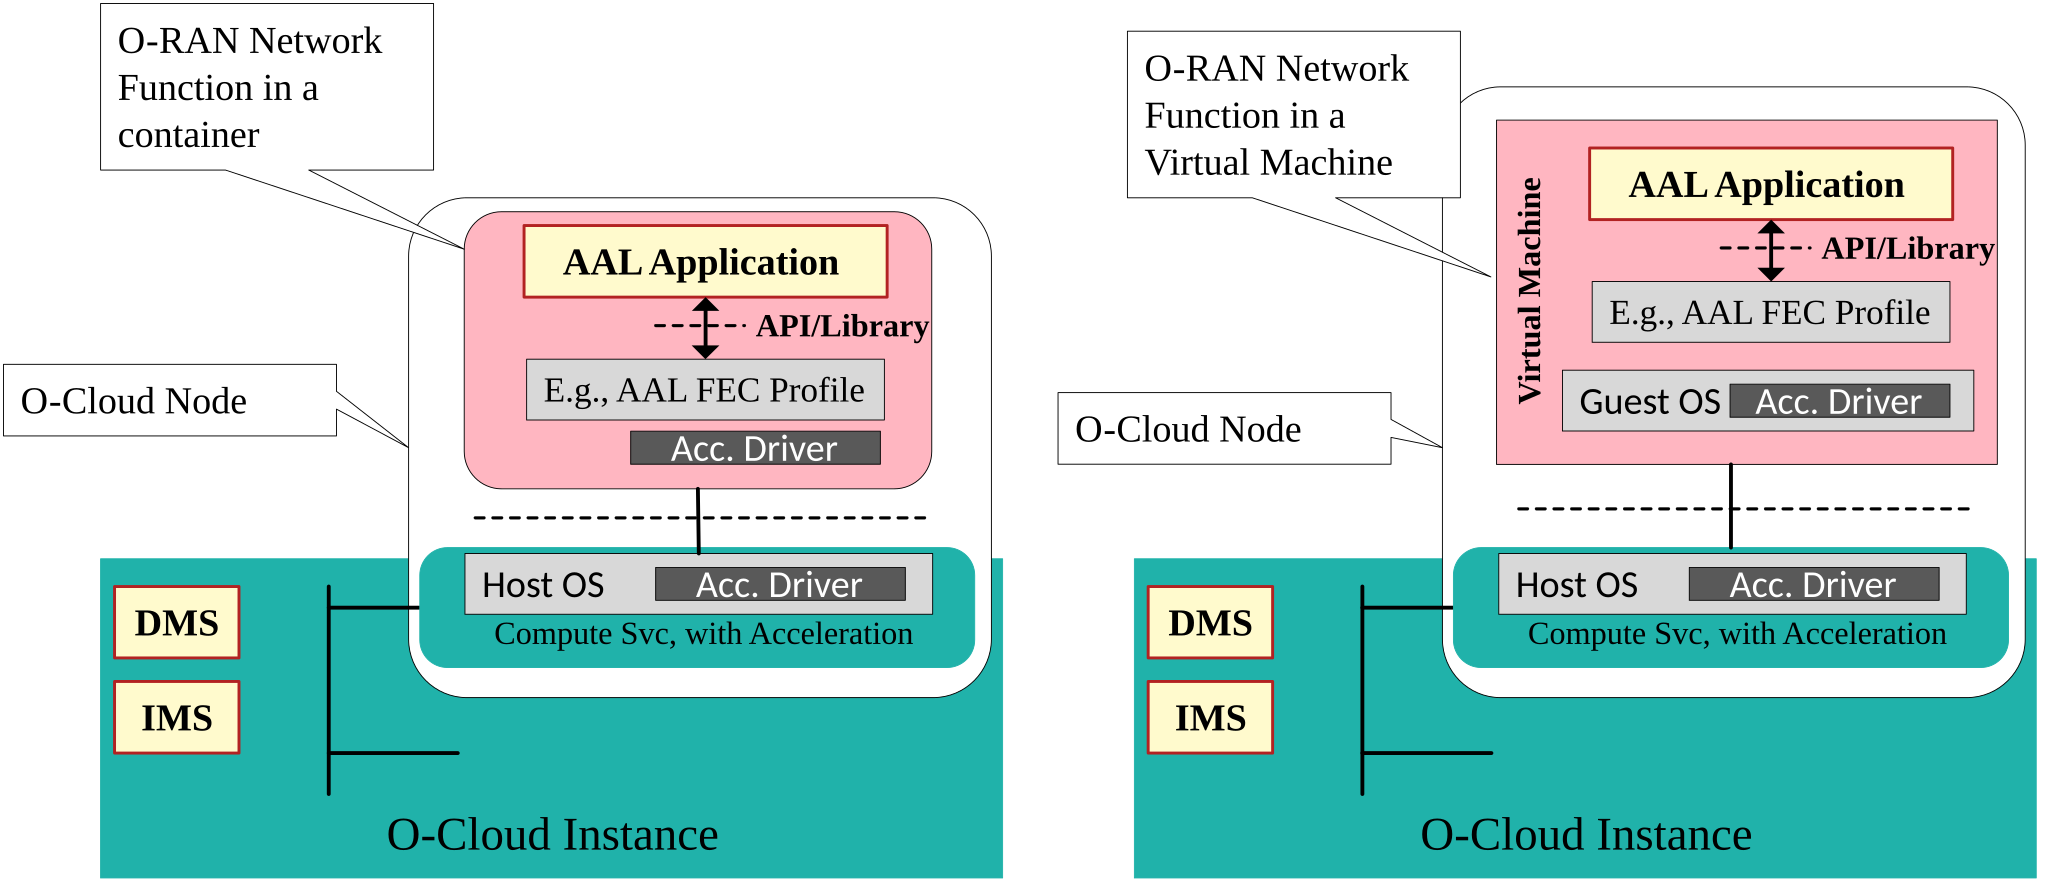 O-RAN Network
Function in a
container
AAL Application
API/Library
E.g., AAL FEC Profile
Acc. Driver
O-Cloud Node
Host OS
Acc. Driver
Compute Svc, with Acceleration
DMS
IMS
O-Cloud Instance
O-RAN Network
Function in a
Virtual Machine
Virtual Machine
AAL Application
API/Library
E.g., AAL FEC Profile
Guest OS
Acc. Driver
O-Cloud Node
Host OS
Acc. Driver
Compute Svc, with Acceleration
DMS
IMS
O-Cloud Instance